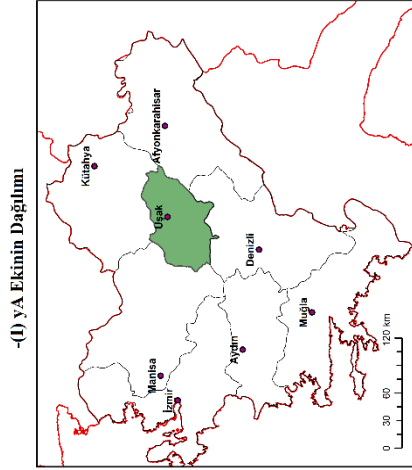 -(I) yA Ekinin Dağılımı
Kütahya
Afyonkarahisar
Uşak
Manisa
İzmir
Denizli
Aydın
Muğla
0 30 60 120 km